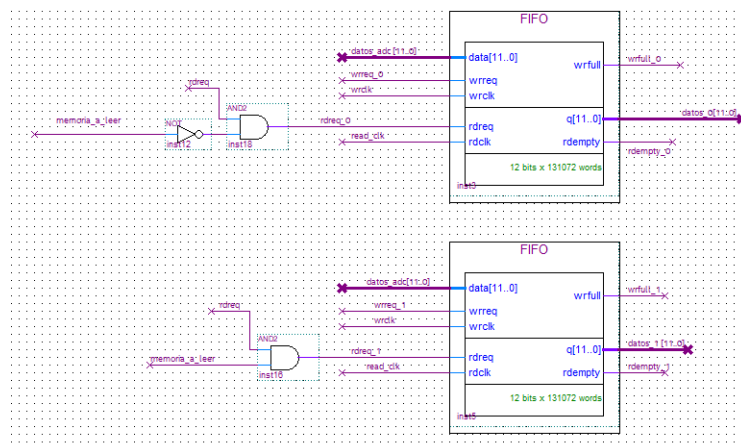 FIFO
datos_adc[11..0]
data[11..0]
wrfull
wrfull_0
rdreq
wrreq_0
wrreq
wrclk
wrclk
AND2
memoria_a_leer
NOT
rdreq_0
rdreq
q[11..0]
datos_0[11..0]
inst12
inst18
read_clk
rdclk
rdempty
rdempty_0
12 bits x 131072 words
inst3
FIFO
datos_adc[11..0]
data[11..0]
wrfull
wrfull_1
rdreq
wrreq_1
wrreq
wrclk
wrclk
AND2
memoria_a_leer
rdreq_1
rdreq
q[11..0]
datos_1[11..0]
inst16
read_clk
rdclk
rdempty
rdempty_1
12 bits x 131072 words
inst5